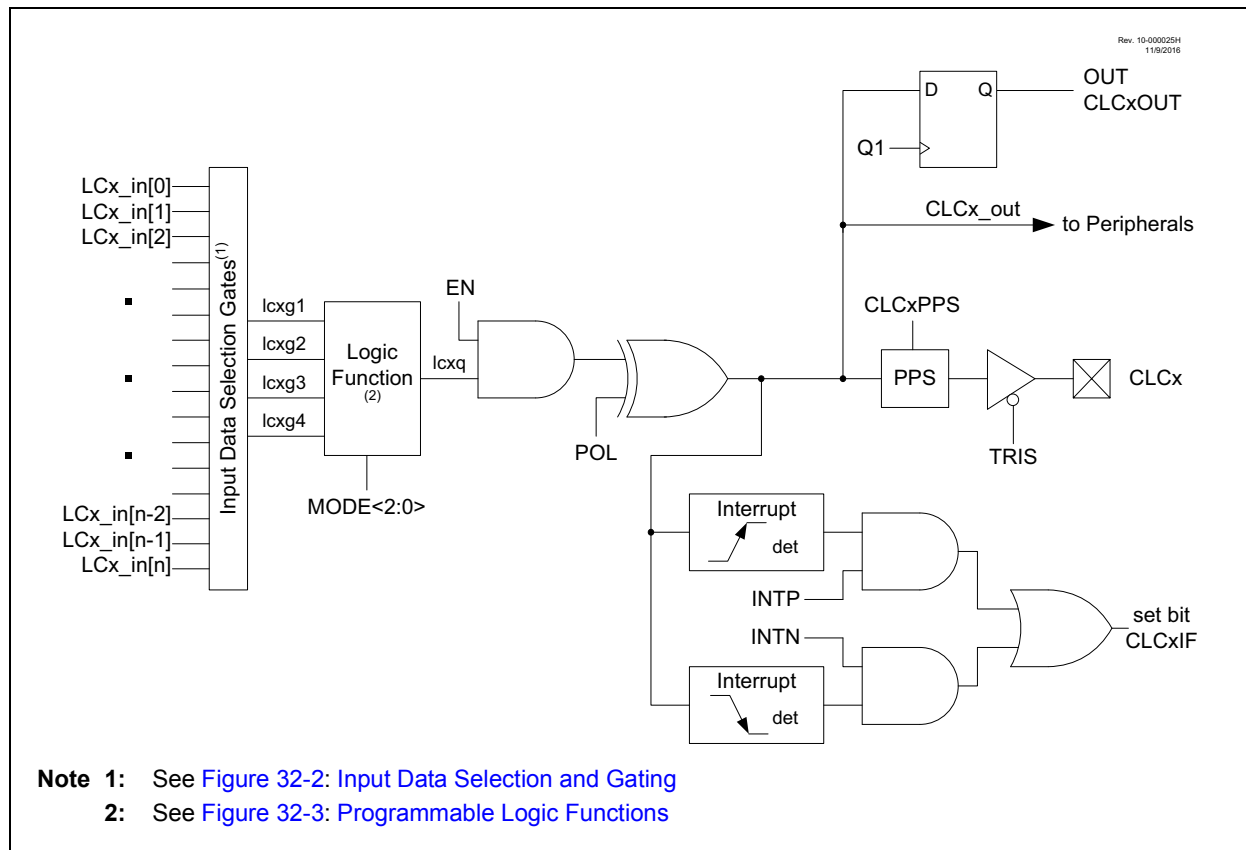 Rev. 10-000025H
11/9/2016
D Q
OUT
CLCxOUT
Q1
LCx_in[0]
LCx_in[1]
LCx_in[2]
CLCx_out
to Peripherals
Input Data Selection Gates(1)
EN
CLCxPPS
lcxg1
lcxg2
lcxg3
lcxg4
Logic
Function
(2)
lcxq
PPS
CLCx
POL
TRIS
MODE<2:0>
LCx_in[n-2]
LCx_in[n-1]
LCx_in[n]
Interrupt
det
INTP
INTN
set bit
CLCxIF
Interrupt
det
Note 1: See Figure 32-2: Input Data Selection and Gating
2: See Figure 32-3: Programmable Logic Functions